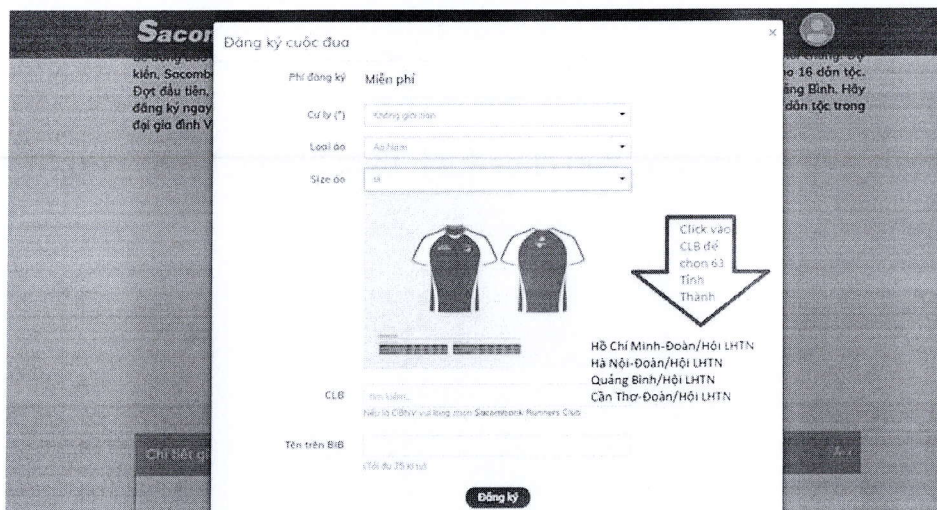 Sacom
Đăng ký cuộc đua
×
kiến, Sacomb
Đợt đầu tiên,
đăng ký ngay
đại gia đình V
16 dân tộc.
Bình. Hãy
dân tộc trong
Phí đăng ký Miễn phí
Cự ly (*) Không giới hạn
Loại áo Áo Nam
Size áo M
Click vào
CLB để
chọn 63
Tỉnh
Thành
Hồ Chí Minh-Đoàn/Hội LHTN
Hà Nội-Đoàn/Hội LHTN
Quảng Bình/Hội LHTN
Cần Thơ-Đoàn/Hội LHTN
CLB Tìm kiếm...
Nếu là CBNV vui lòng chọn Sacombank Runners Club
Tên trên BIB
(Tối đa 25 kí tự)
Chi tiết gi
Đăng ký